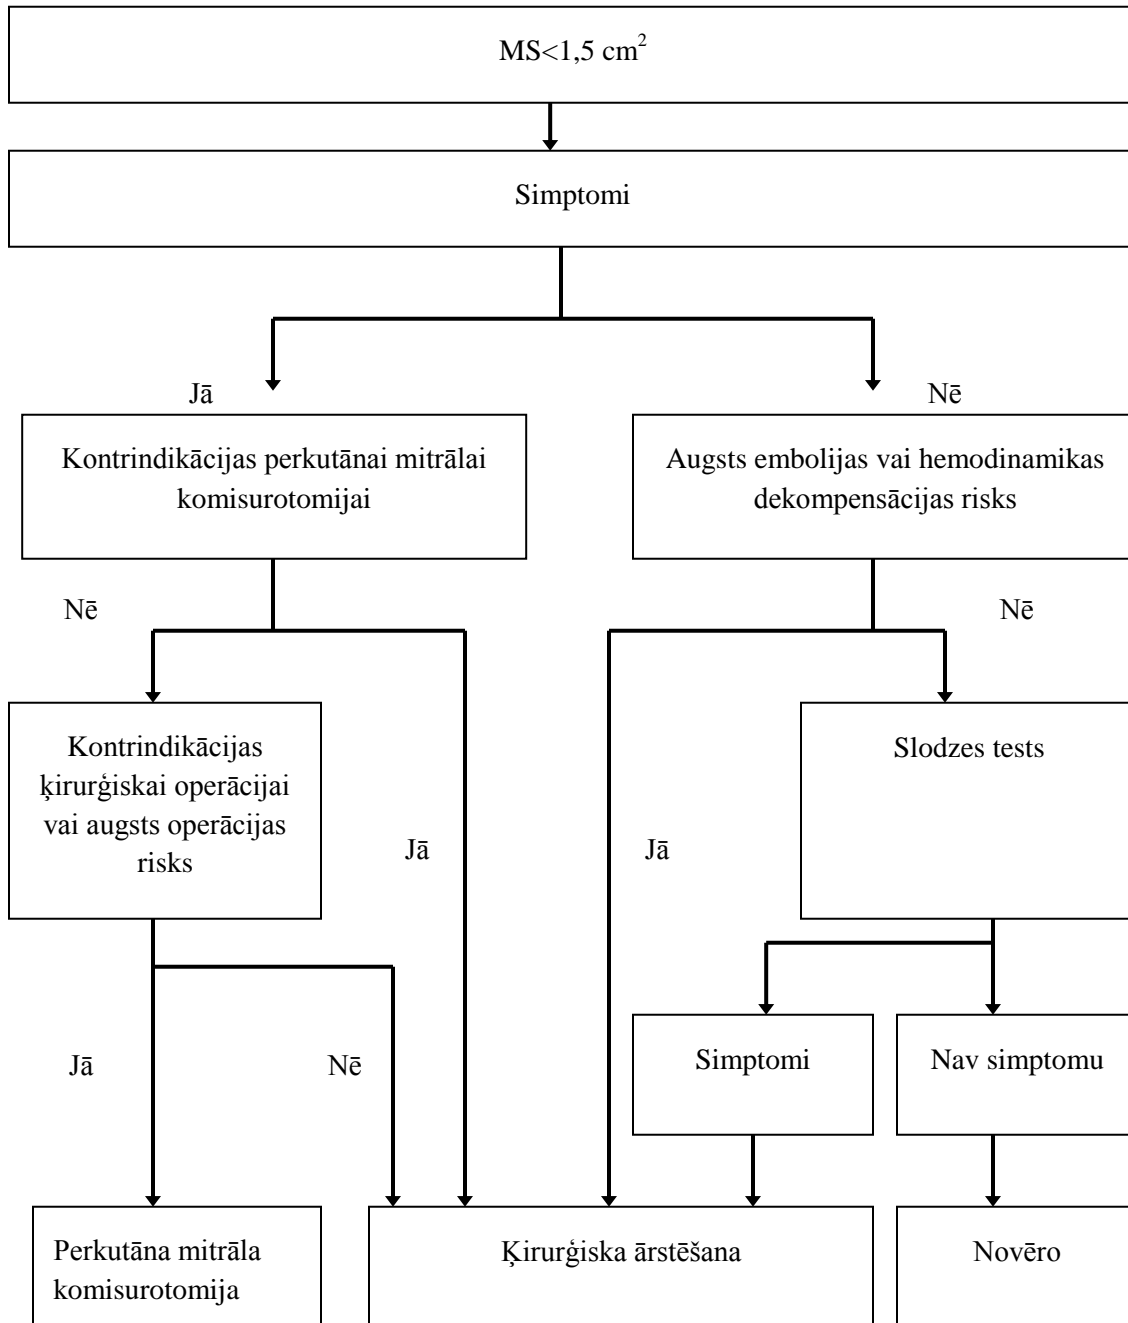 MS<1,5 cm²
Simptomi
Jā
Nē
Kontrindikācijas perkutānai mitrālai
komisurotomijai
Augsts embolijas vai hemodinamikas
dekompensācijas risks
Nē
Nē
Kontrindikācijas
ķirurģiskai operācijai
vai augsts operācijas
risks
Slodzes tests
Jā
Jā
Jā
Nē
Simptomi
Nav simptomu
Perkutāna mitrāla
komisurotomija
Ķirurģiska ārstēšana
Novēro